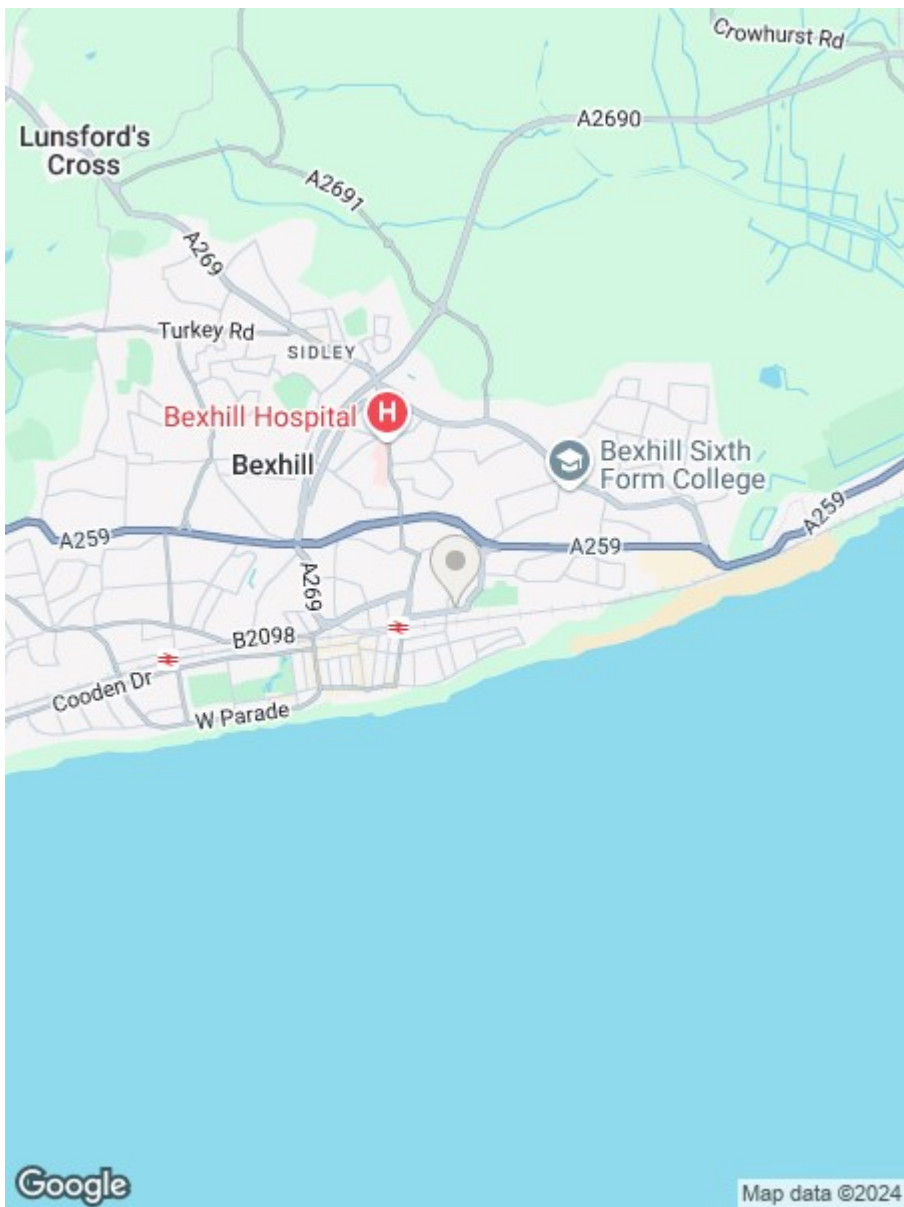 Crowhurst Rd
A2690
Lunsford's
Cross
A2691
A269
Turkey Rd
SIDLEY
Bexhill Hospital
H
Bexhill Sixth
Form College
Bexhill
A259
A259
A259
A269
B2098
Cooden Dr
W Parade
Google
Map data ©2024